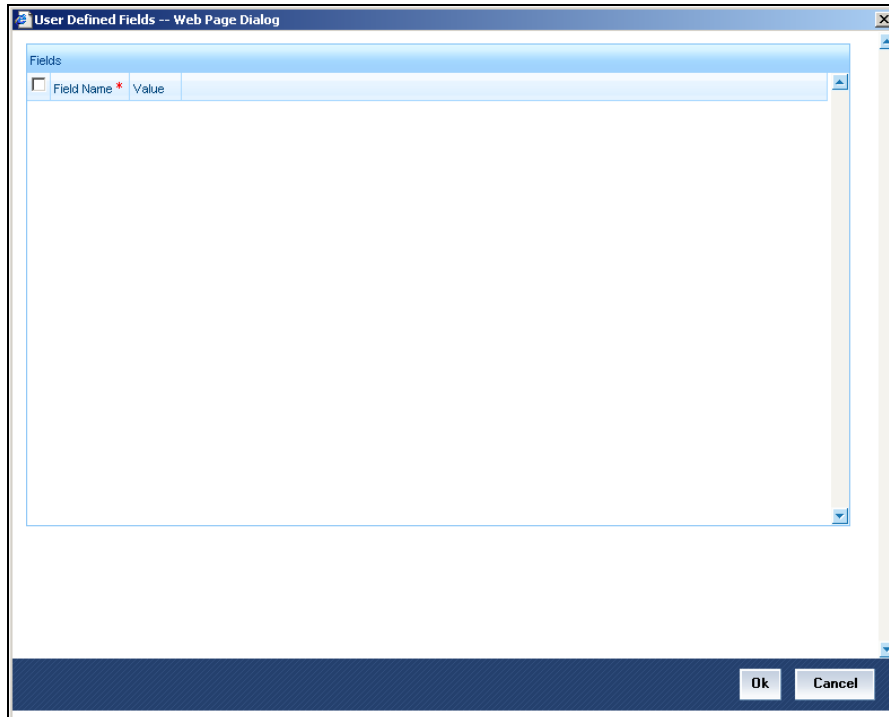 User Defined Fields -- Web Page Dialog
Fields
Field Name * Value
Ok Cancel